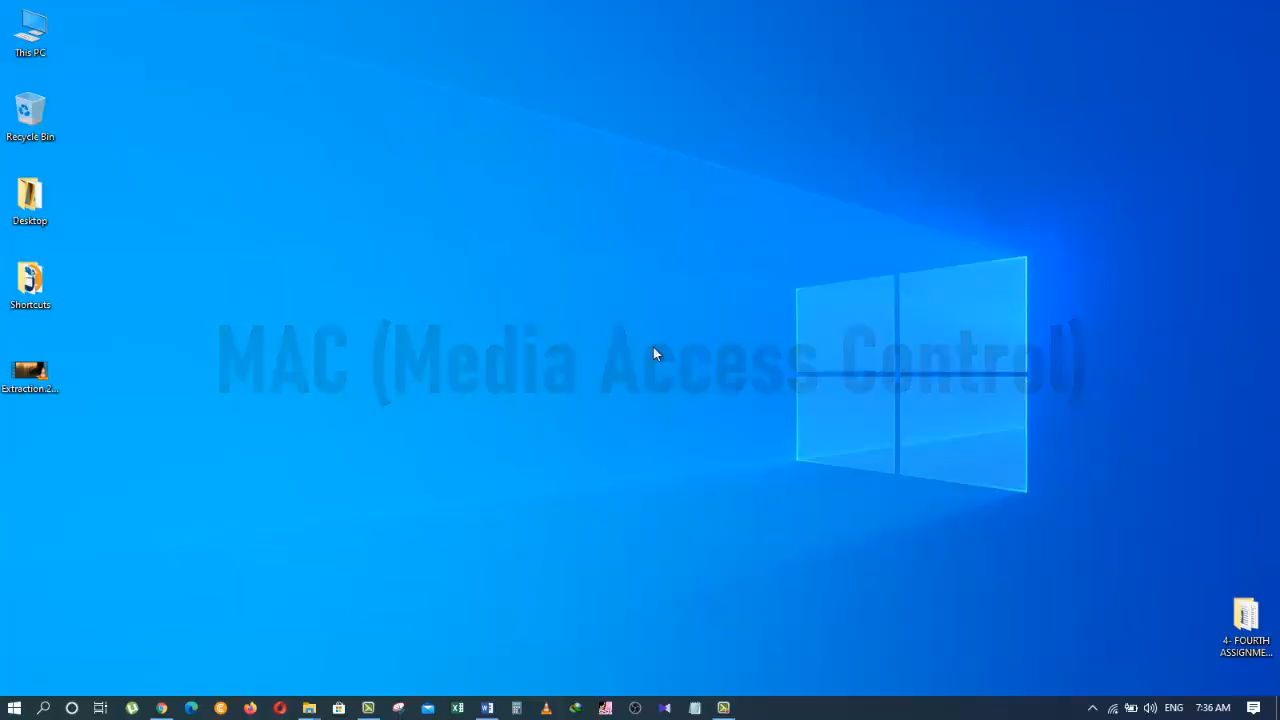 This PC
Recycle Bin
Desktop
Shortcuts
Extraction.2...
MAC (Media Access Control)
4- FOURTH
ASSIGNME...
ENG
7:36 AM